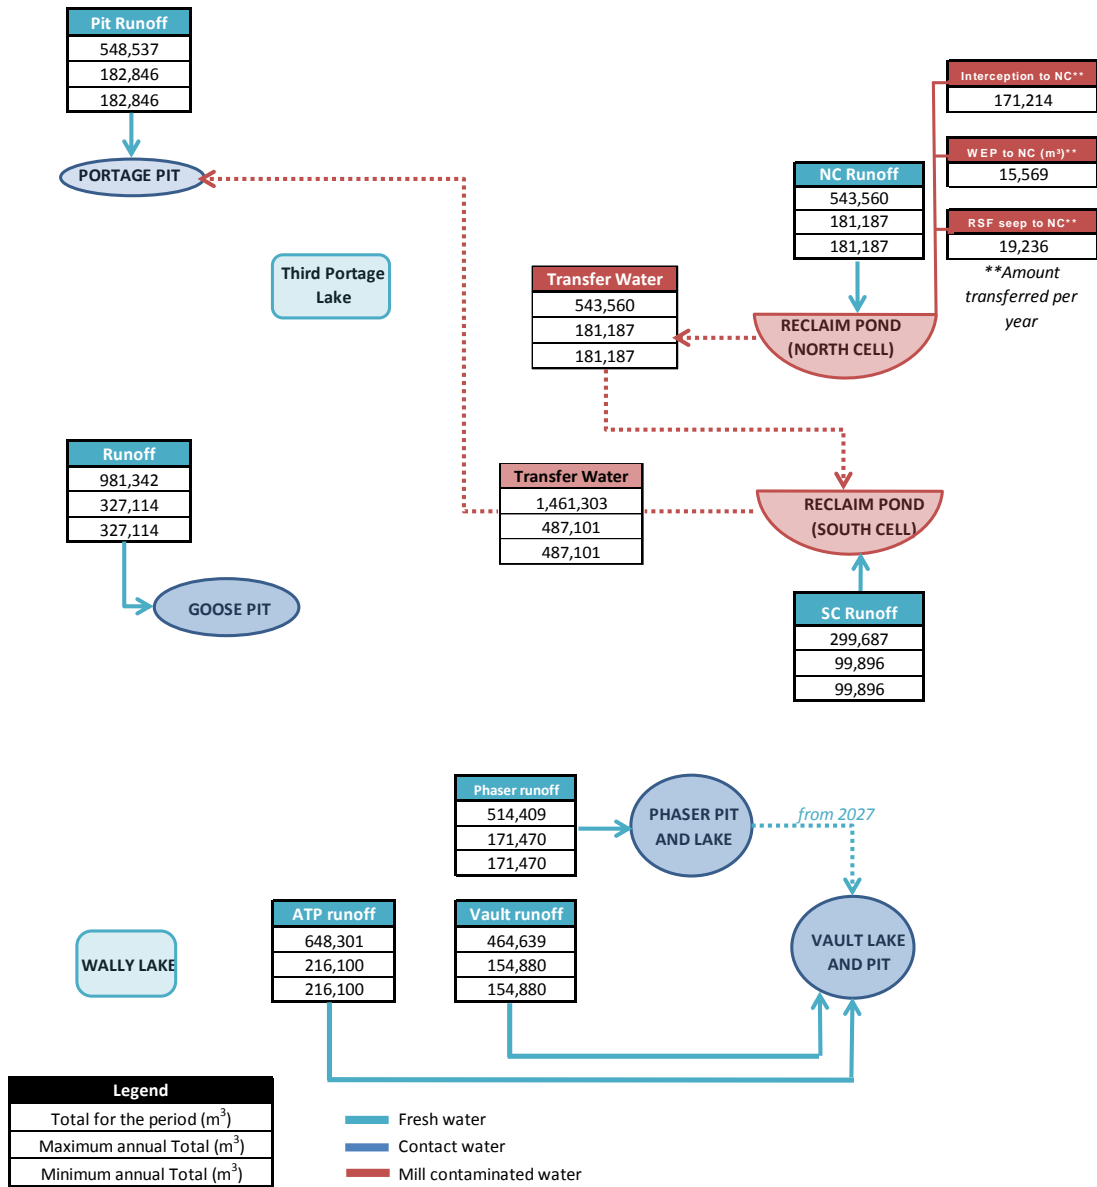 Pit Runoff
548,537
182,846
182,846
PORTAGE PIT
Interception to NC**
171,214
WEP to NC (m³)**
15,569
RSF seep to NC**
19,236
**Amount
transferred per
year
NC Runoff
543,560
181,187
181,187
Third Portage
Lake
Transfer Water
543,560
181,187
181,187
RECLAIM POND
(NORTH CELL)
Runoff
981,342
327,114
327,114
GOOSE PIT
Transfer Water
1,461,303
487,101
487,101
RECLAIM POND
(SOUTH CELL)
SC Runoff
299,687
99,896
99,896
Phaser runoff
514,409
171,470
171,470
PHASER PIT
AND LAKE
from 2027
WALLY LAKE
ATP runoff
648,301
216,100
216,100
Vault runoff
464,639
154,880
154,880
VAULT LAKE
AND PIT
Legend
Total for the period (m³)
Maximum annual Total (m³)
Minimum annual Total (m³)
Fresh water
Contact water
Mill contaminated water